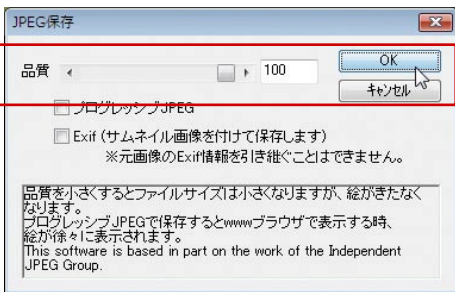 JPEG保存
品質 100 OK
キャンセル
プログレッシブJPEG
Exif (サムネイル画像を付けて保存します)
※元画像のExif情報を引き継ぐことはできません。
品質を小さくするとファイルサイズは小さくなりますが、絵がきたなく
なります。
プログレッシブJPEGで保存するとwwwブラウザで表示する時、
絵が徐々に表示されます。
This software is based in part on the work of the Independent
JPEG Group.